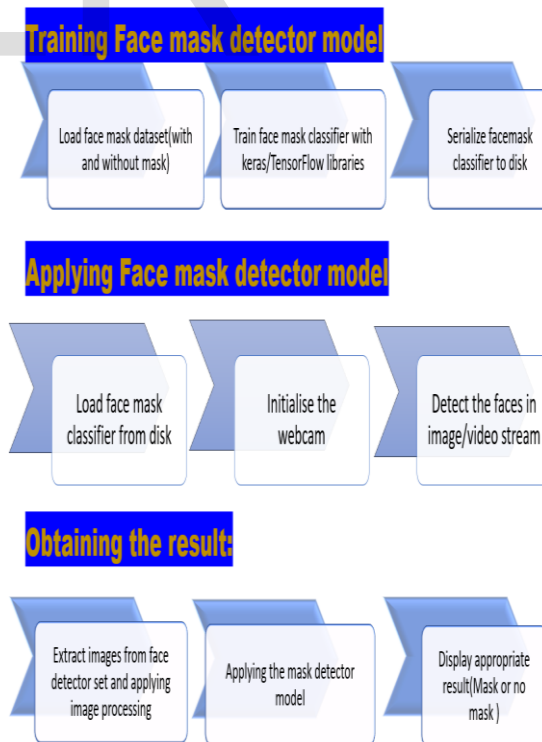 Training Face mask detector model
Load face mask dataset(with
and without mask)
Train face mask classifier with
keras/TensorFlow libraries
Serialize facemask
classifier to disk
Applying Face mask detector model
Load face mask
classifier from disk
Initialise the
webcam
Detect the faces in
image/video stream
Obtaining the result:
Extract images from face
detector set and applying
image processing
Applying the mask detector
model
Display appropriate
result(Mask or no
mask )